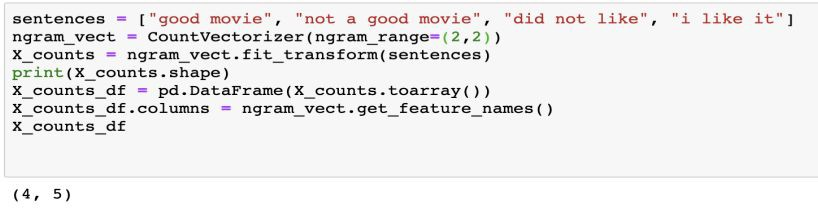 sentences = ["good movie", "not a good movie", "did not like", "i like it"]
ngram_vect = CountVectorizer(ngram_range=(2,2))
X_counts = ngram_vect.fit_transform(sentences)
print(X_counts.shape)
X_counts_df = pd.DataFrame(X_counts.toarray())
X_counts_df.columns = ngram_vect.get_feature_names()
X_counts_df
(4, 5)